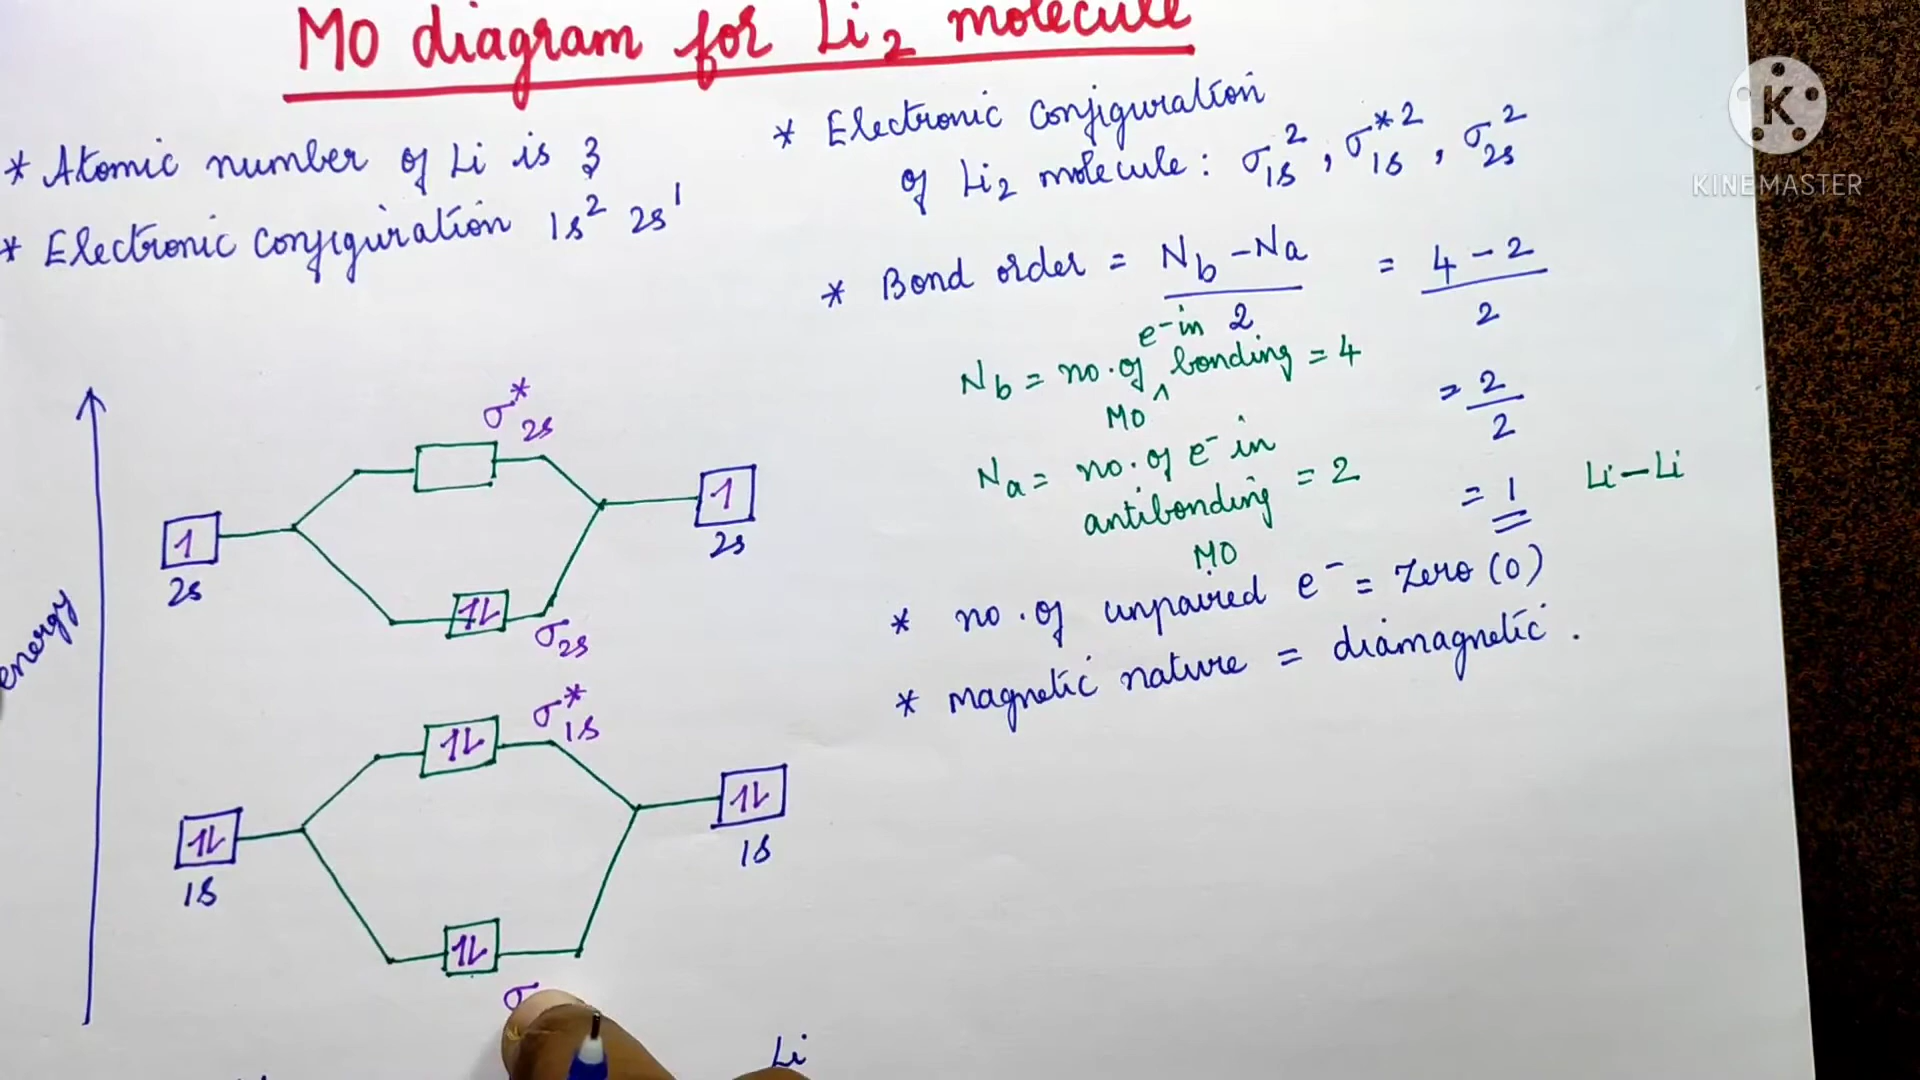 MO diagram for Li₂ molecule
* Atomic number of Li is 3
* Electronic configuration 1s² 2s¹
* Electronic configuration
of Li₂ molecule: σ1s², σ*1s², σ2s²
* Bond order = (Nb - Na)/2 = (4 - 2)/2
Nb = no. of e⁻ in bonding MO = 4
= 2/2
Na = no. of e⁻ in
antibonding = 2
MO
= 1 Li-Li
* no. of unpaired e⁻ = Zero (0)
* magnetic nature = diamagnetic.
energy
σ*2s
1
2s
1
2s
1L
σ2s
σ*1s
1L
1L
1s
1L
1s
1L
σ
Li
K
KINEMASTER